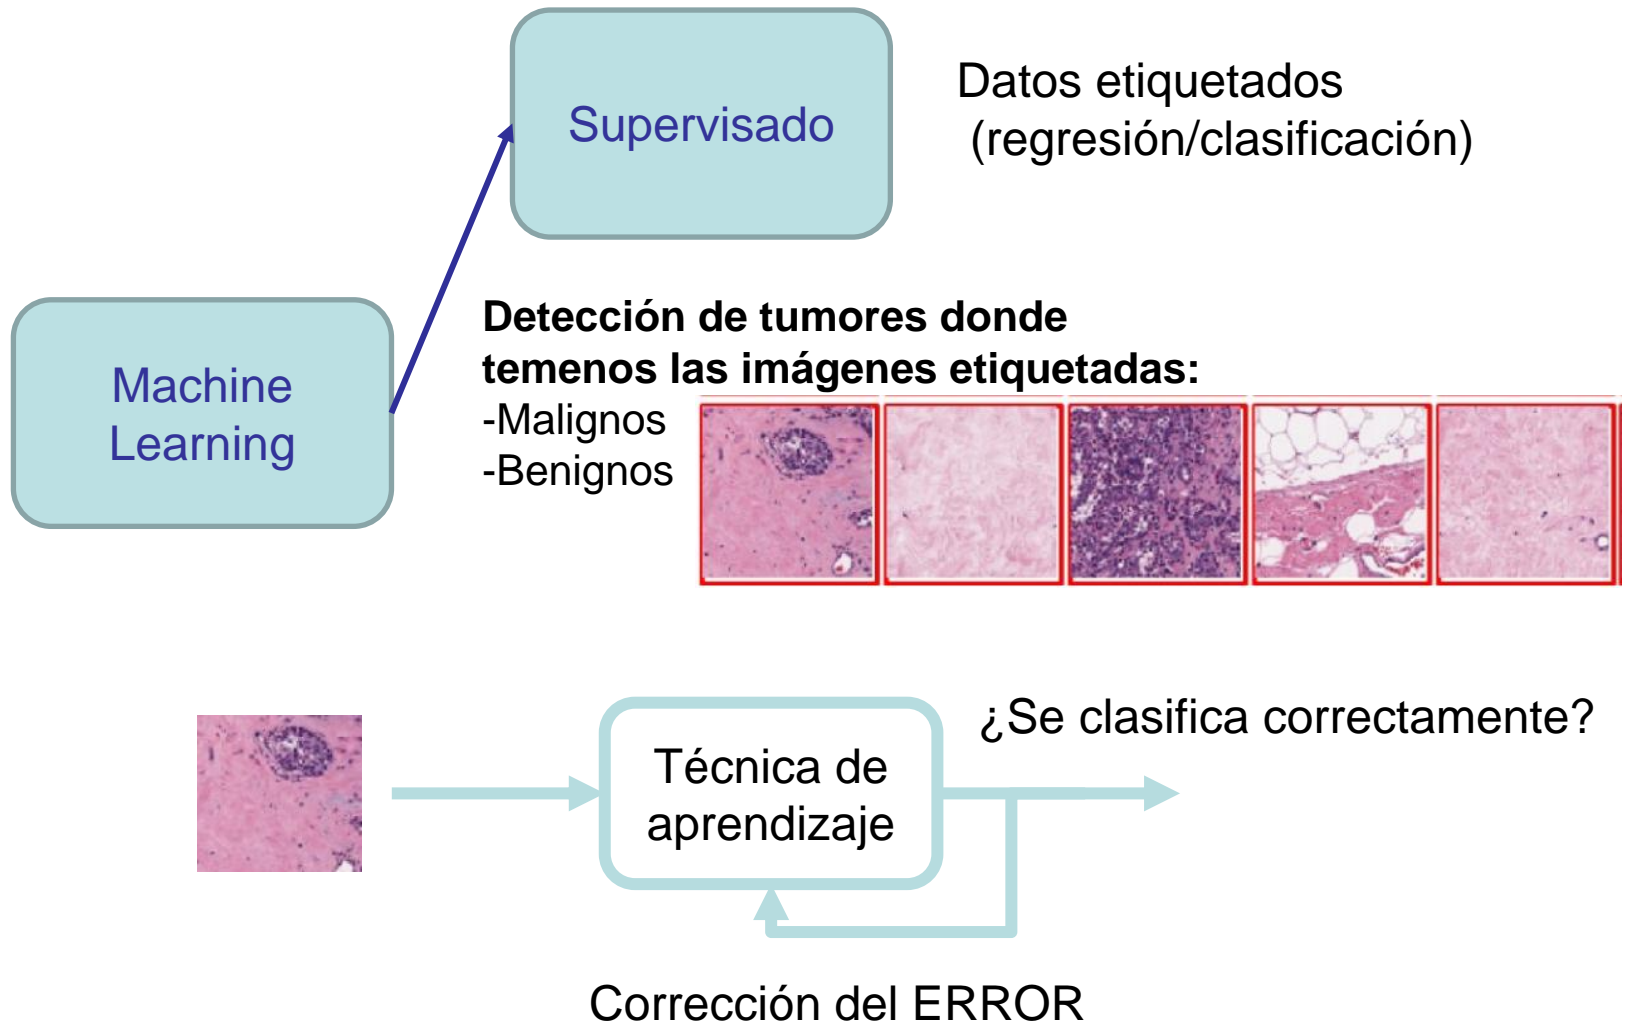 Supervisado
Datos etiquetados
(regresión/clasificación)
Machine
Learning
Detección de tumores donde
temenos las imágenes etiquetadas:
-Malignos
-Benignos
¿Se clasifica correctamente?
Técnica de
aprendizaje
Corrección del ERROR